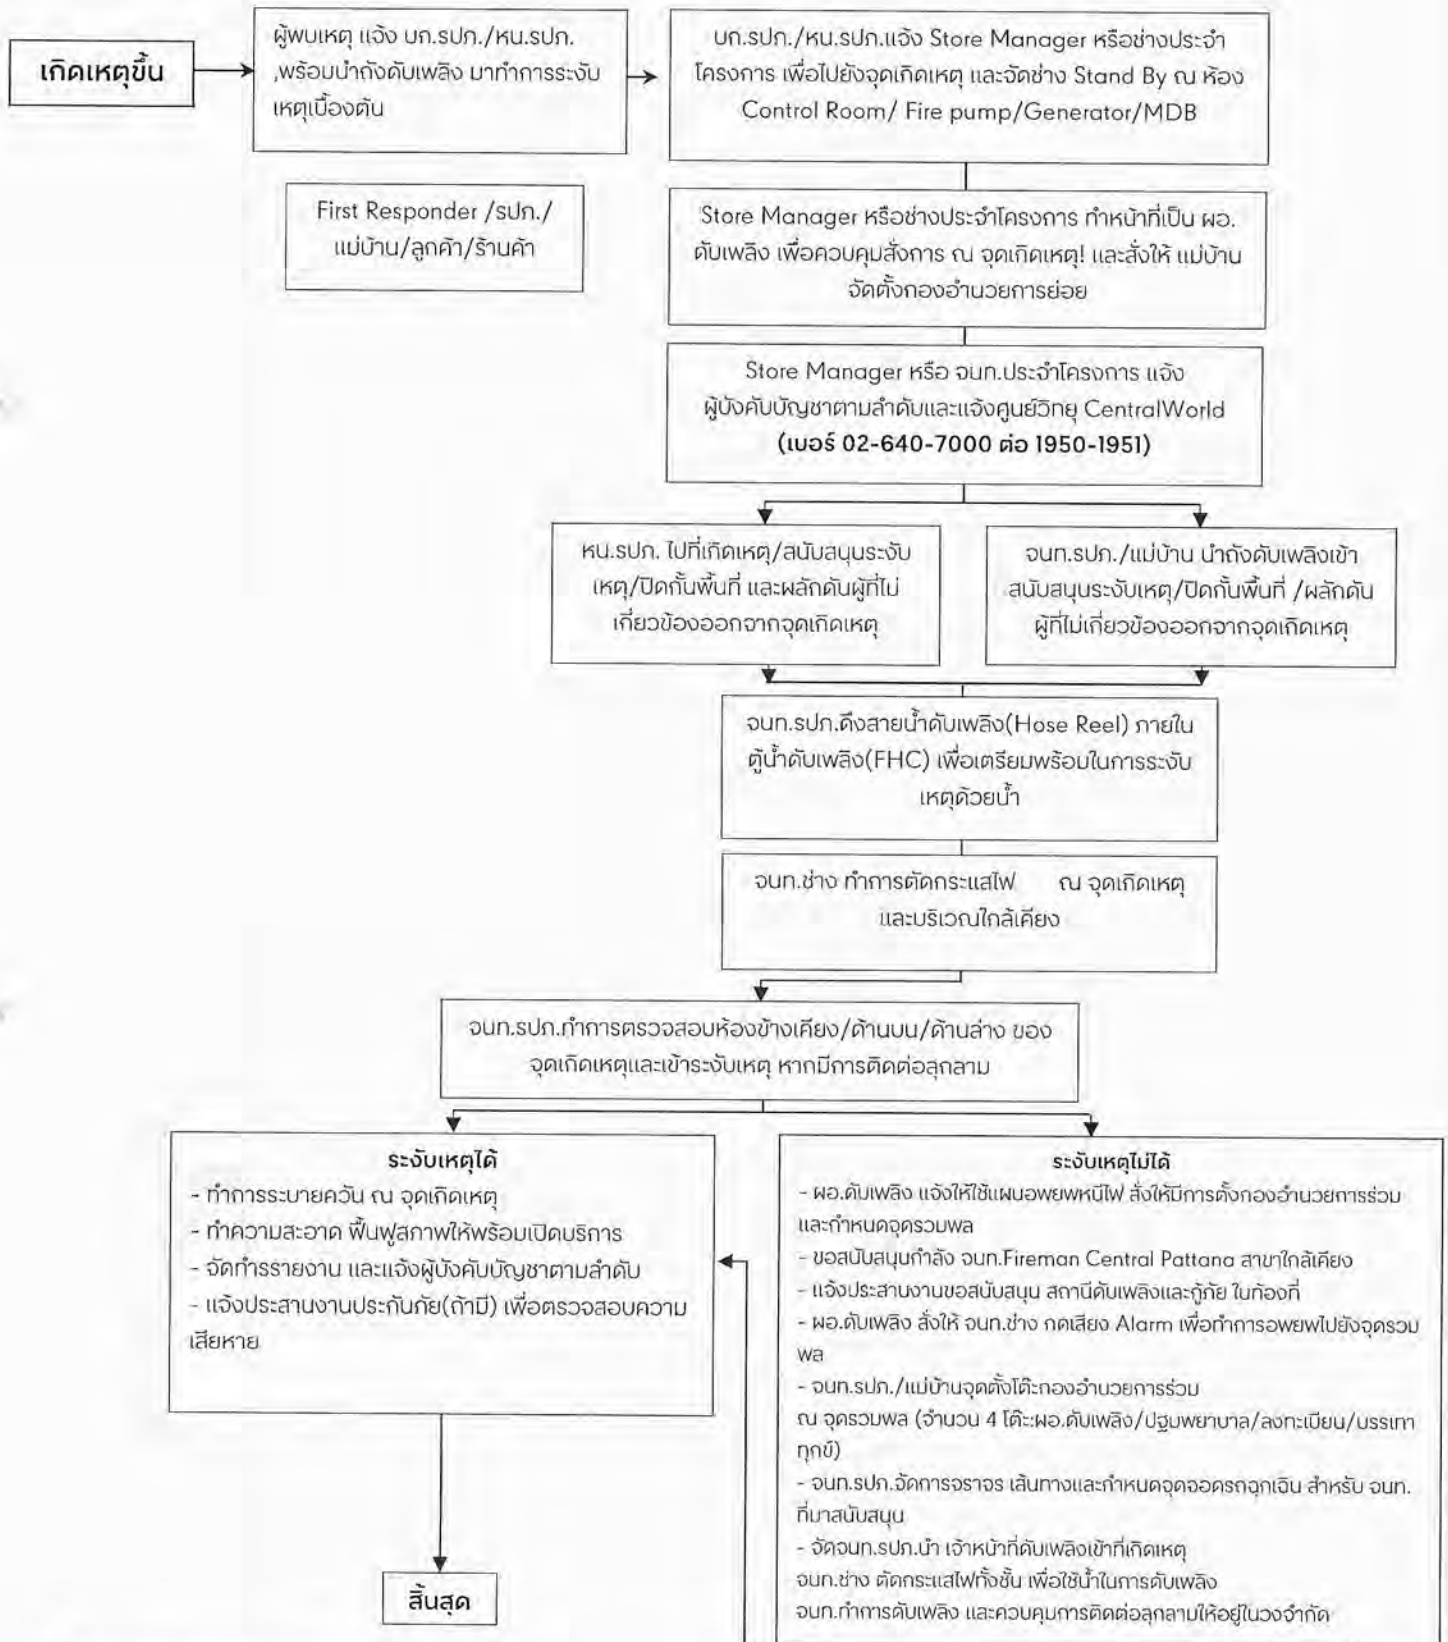 เกิดเหตุขึ้น
ผู้พบเหตุ แจ้ง บก.รปภ./หน.รปภ.
,พร้อมนำถังดับเพลิง มาทำการระงับ
เหตุเบื้องต้น
บก.รปภ./หน.รปภ.แจ้ง Store Manager หรือช่างประจำ
โครงการ เพื่อไปยังจุดเกิดเหตุ และจัดช่าง Stand By ณ ห้อง
Control Room/ Fire pump/Generator/MDB
First Responder /รปภ./
แม่บ้าน/ลูกค้า/ร้านค้า
Store Manager หรือช่างประจำโครงการ ทำหน้าที่เป็น ผอ.
ดับเพลิง เพื่อควบคุมสั่งการ ณ จุดเกิดเหตุ! และสั่งให้ แม่บ้าน
จัดตั้งกองอำนวยการย่อย
Store Manager หรือ จนท.ประจำโครงการ แจ้ง
ผู้บังคับบัญชาตามลำดับและแจ้งศูนย์วิทยุ CentralWorld
(เบอร์ 02-640-7000 ต่อ 1950-1951)
หน.รปภ. ไปที่เกิดเหตุ/สนับสนุนระงับ
เหตุ/ปิดกั้นพื้นที่ และผลักดันผู้ที่ไม่
เกี่ยวข้องออกจากจุดเกิดเหตุ
จนท.รปภ./แม่บ้าน นำถังดับเพลิงเข้า
สนับสนุนระงับเหตุ/ปิดกั้นพื้นที่ /ผลักดัน
ผู้ที่ไม่เกี่ยวข้องออกจากจุดเกิดเหตุ
จนท.รปภ.ดึงสายน้ำดับเพลิง(Hose Reel) ภายใน
ตู้น้ำดับเพลิง(FHC) เพื่อเตรียมพร้อมในการระงับ
เหตุด้วยน้ำ
จนท.ช่าง ทำการตัดกระแสไฟ ณ จุดเกิดเหตุ
และบริเวณใกล้เคียง
จนท.รปภ.ทำการตรวจสอบห้องข้างเคียง/ด้านบน/ด้านล่าง ของ
จุดเกิดเหตุและเข้าระงับเหตุ หากมีการติดต่อลุกลาม
ระงับเหตุได้
- ทำการระบายควัน ณ จุดเกิดเหตุ
- ทำความสะอาด ฟื้นฟูสภาพให้พร้อมเปิดบริการ
- จัดทำรรายงาน และแจ้งผู้บังคับบัญชาตามลำดับ
- แจ้งประสานงานประกันภัย(ถ้ามี) เพื่อตรวจสอบความ
เสียหาย
ระงับเหตุไม่ได้
- ผอ.ดับเพลิง แจ้งให้ใช้แผนอพยพหนีไฟ สั่งให้มีการตั้งกองอำนวยการร่วม
และกำหนดจุดรวมพล
- ขอสนับสนุนกำลัง จนท.Fireman Central Pattana สาขาใกล้เคียง
- แจ้งประสานงานขอสนับสนุน สถานีดับเพลิงและกู้ภัย ในท้องที่
- ผอ.ดับเพลิง สั่งให้ จนท.ช่าง กดเสียง Alarm เพื่อทำการอพยพไปยังจุดรวม
พล
- จนท.รปภ./แม่บ้านจุดตั้งโต๊ะกองอำนวยการร่วม
ณ จุดรวมพล (จำนวน 4 โต๊ะ:ผอ.ดับเพลิง/ปฐมพยาบาล/ลงทะเบียน/บรรเทา
ทุกข์)
- จนท.รปภ.จัดการจราจร เส้นทางและกำหนดจุดจอดรถฉุกเฉิน สำหรับ จนท.
ที่มาสนับสนุน
- จัดจนท.รปภ.นำ เจ้าหน้าที่ดับเพลิงเข้าที่เกิดเหตุ
จนท.ช่าง ตัดกระแสไฟทั้งชั้น เพื่อใช้น้ำในการดับเพลิง
จนท.ทำการดับเพลิง และควบคุมการติดต่อลุกลามให้อยู่ในวงจำกัด
สิ้นสุด